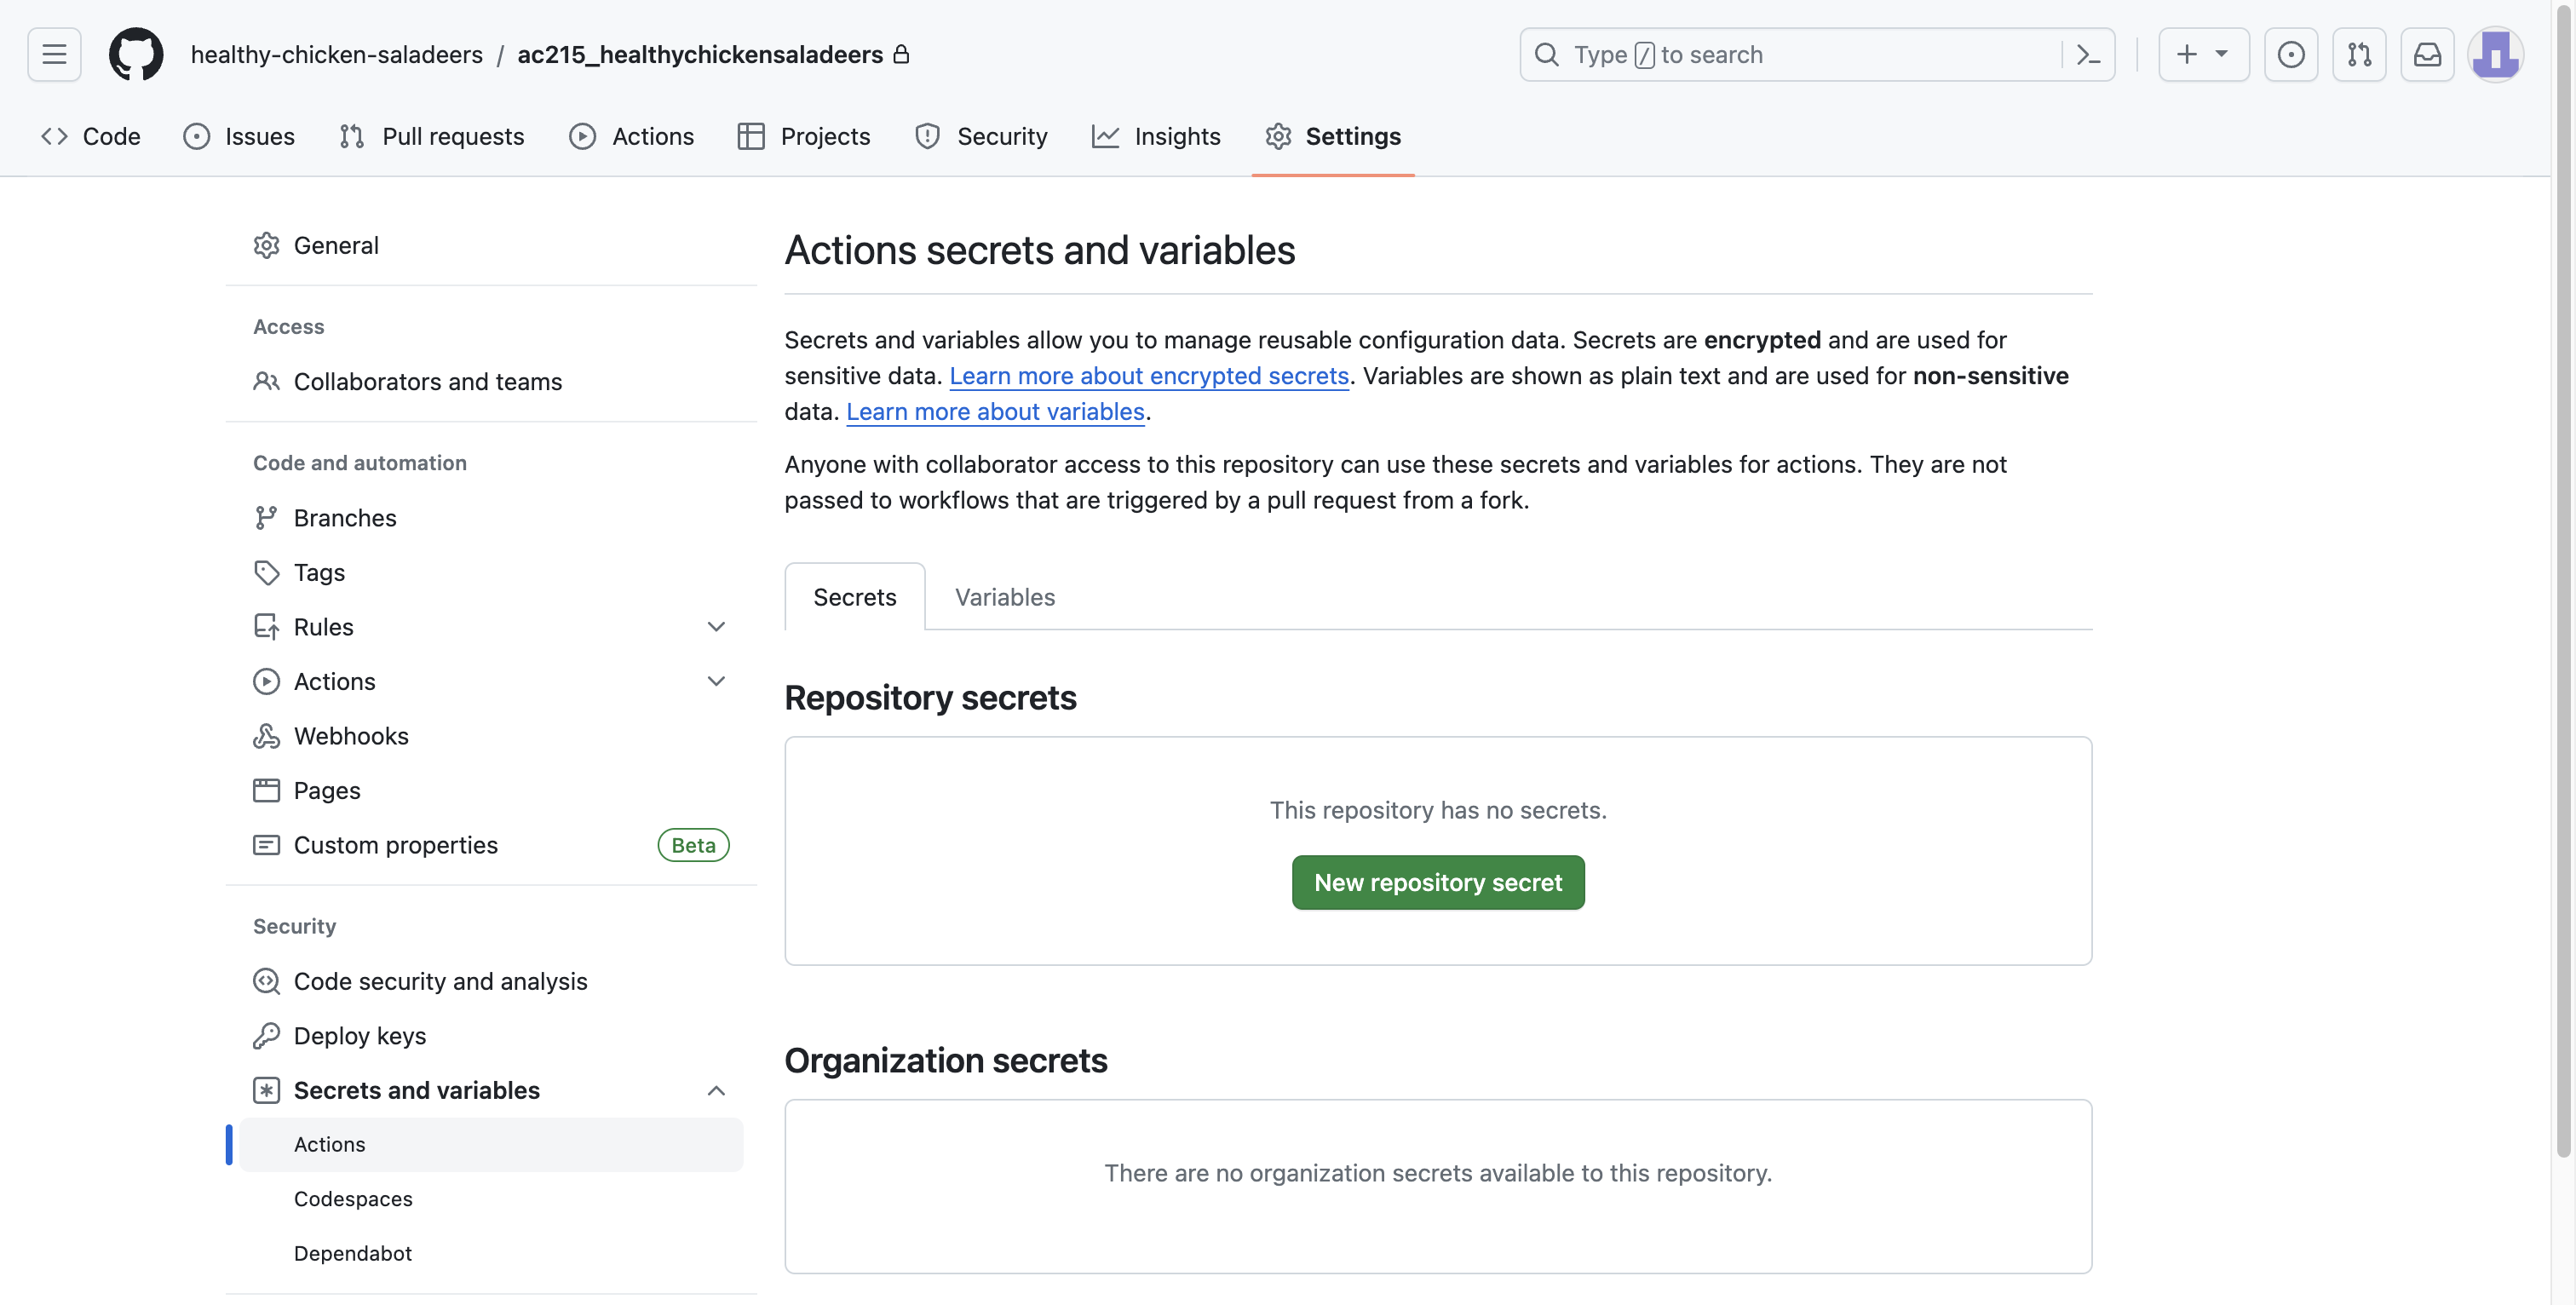 healthy-chicken-saladeers / ac215_healthychickensaladeers
Type / to search
Code
Issues
Pull requests
Actions
Projects
Security
Insights
Settings
General
Access
Collaborators and teams
Code and automation
Branches
Tags
Rules
Actions
Webhooks
Pages
Custom properties Beta
Security
Code security and analysis
Deploy keys
Secrets and variables
Actions
Codespaces
Dependabot
Actions secrets and variables
Secrets and variables allow you to manage reusable configuration data. Secrets are encrypted and are used for
sensitive data. Learn more about encrypted secrets. Variables are shown as plain text and are used for non-sensitive
data. Learn more about variables.
Anyone with collaborator access to this repository can use these secrets and variables for actions. They are not
passed to workflows that are triggered by a pull request from a fork.
Secrets Variables
Repository secrets
This repository has no secrets.
New repository secret
Organization secrets
There are no organization secrets available to this repository.